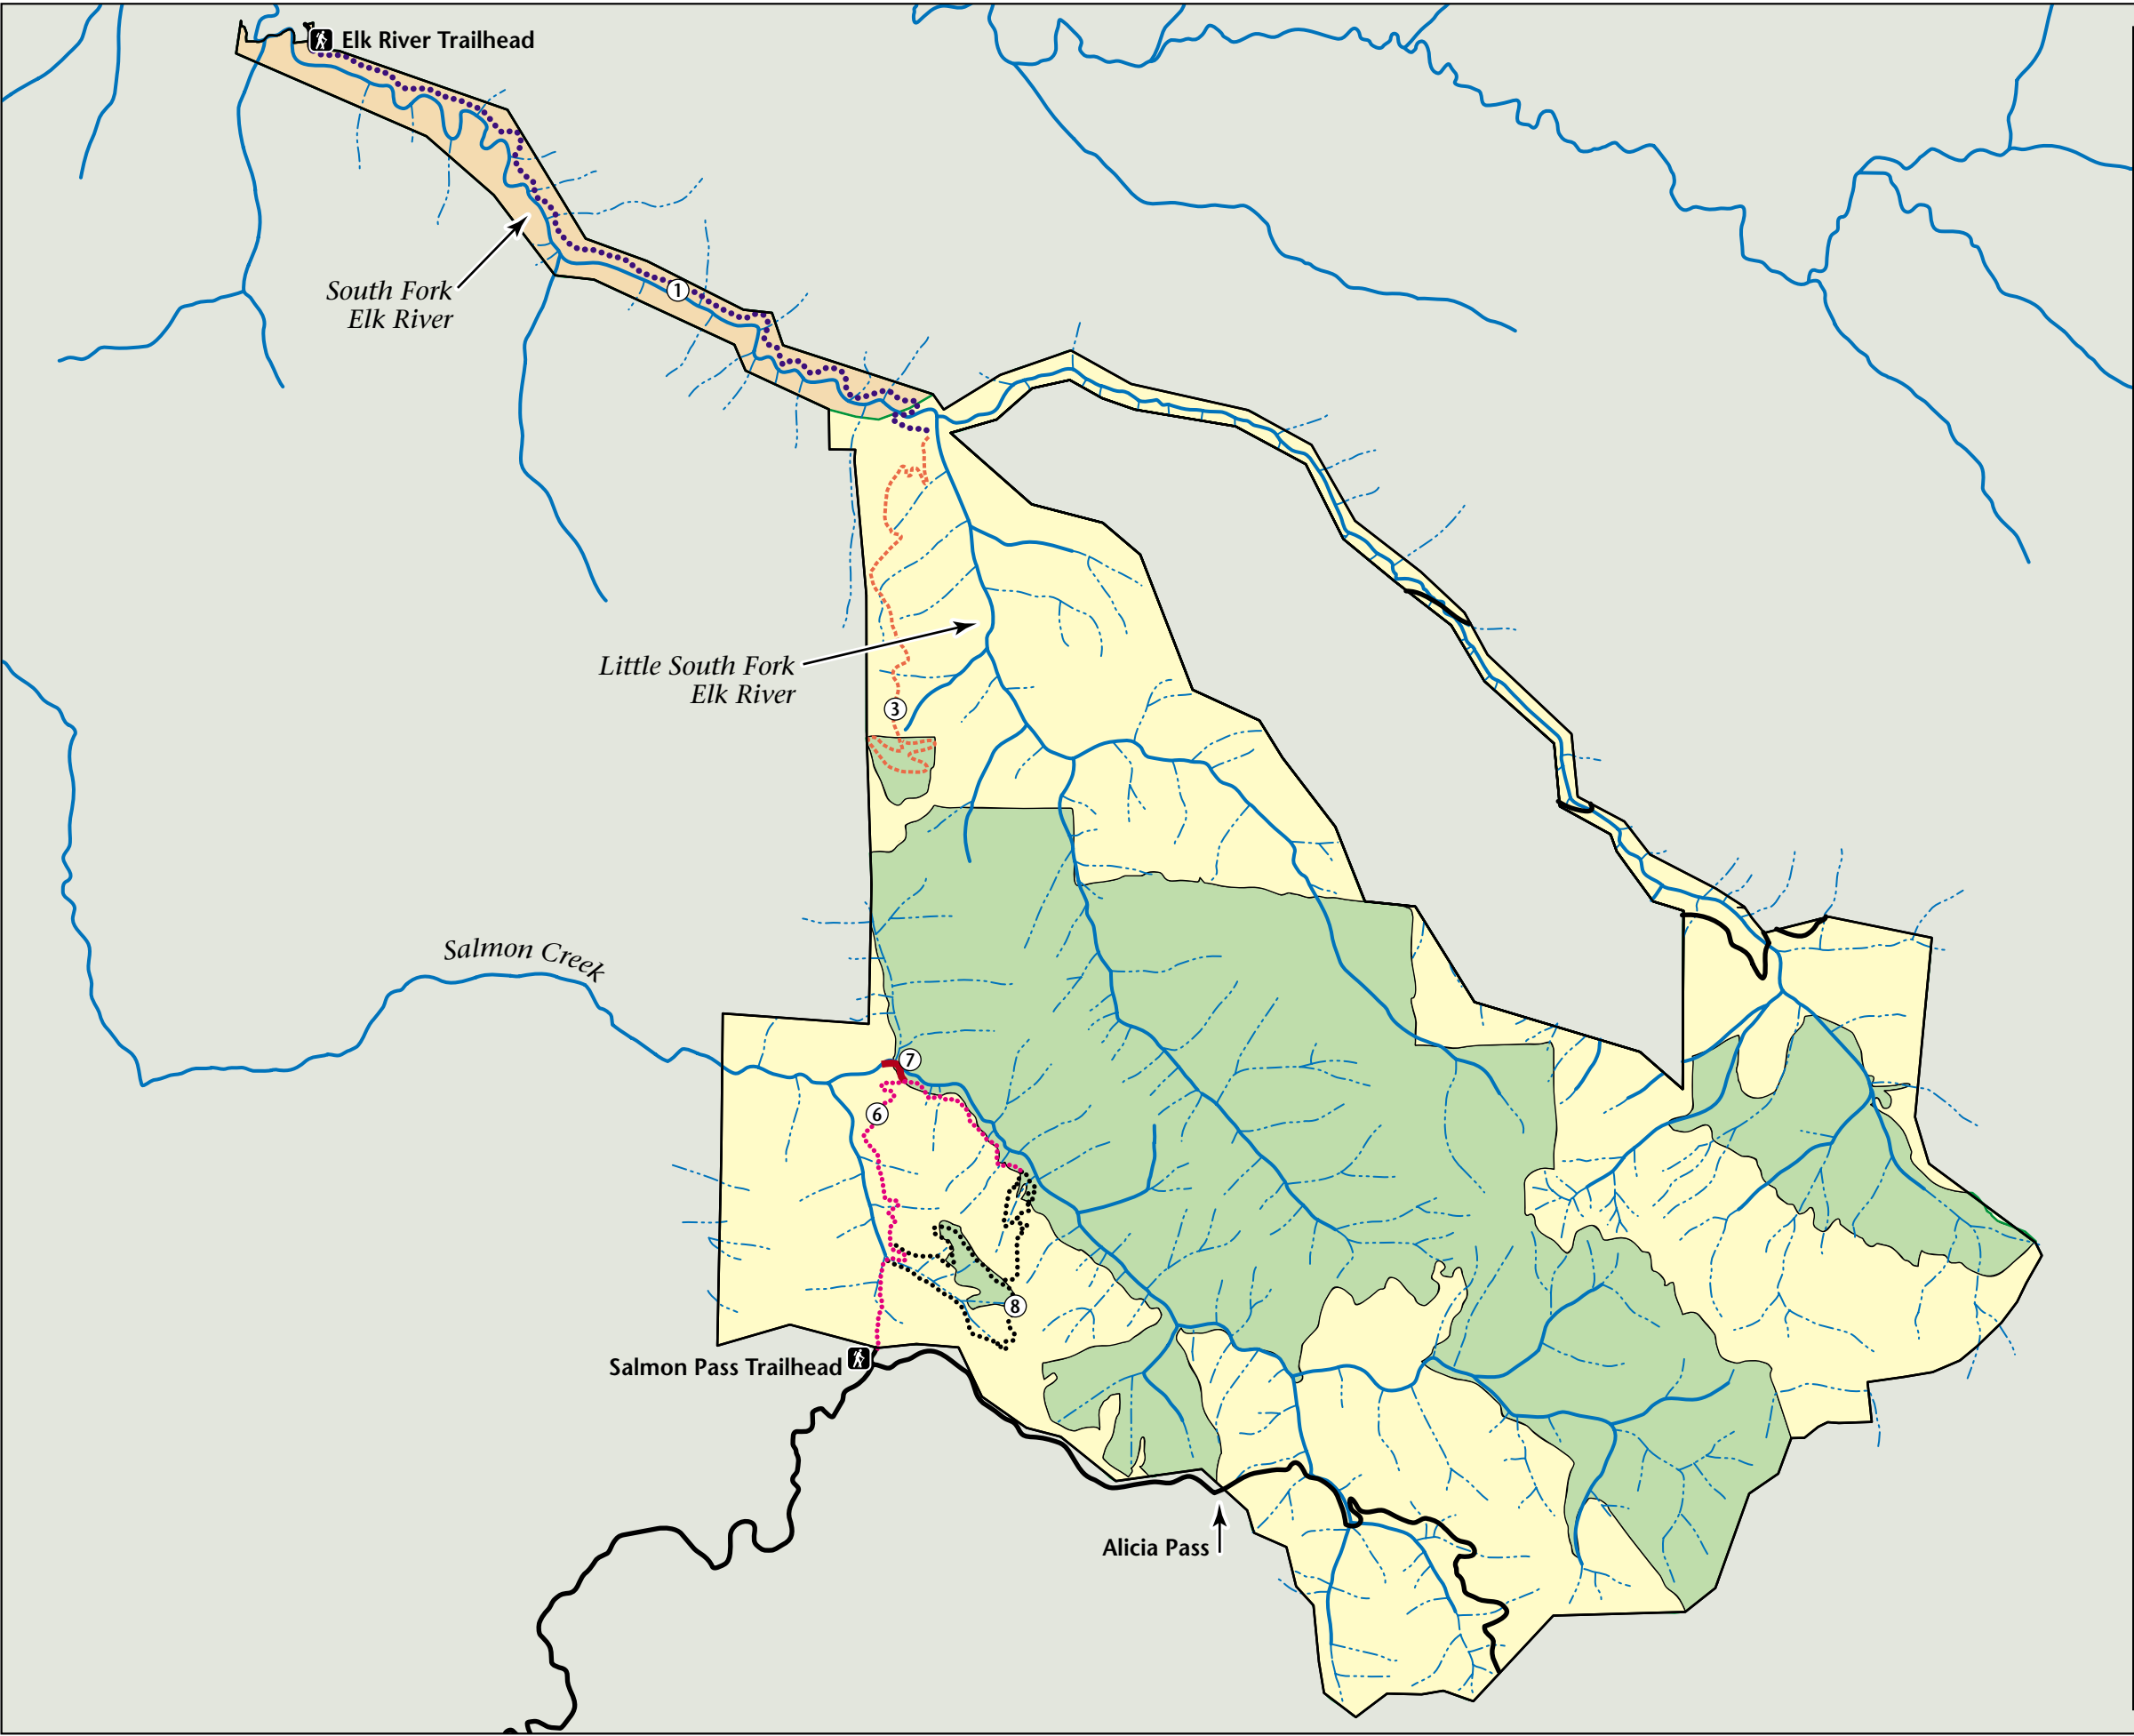 Elk River Trailhead
South Fork
Elk River
1
Little South Fork
Elk River
3
Salmon Creek
7
6
8
Salmon Pass Trailhead
Alicia Pass